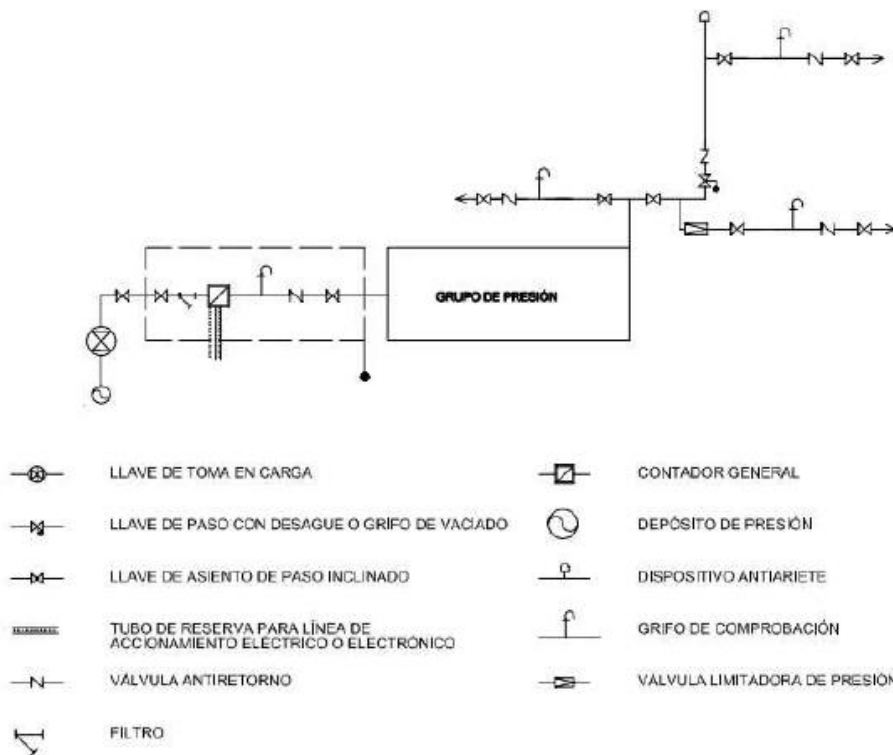 GRUPO DE PRESIÓN
LLAVE DE TOMA EN CARGA
LLAVE DE PASO CON DESAGUE O GRIFO DE VACIADO
LLAVE DE ASIENTO DE PASO INCLINADO
TUBO DE RESERVA PARA LÍNEA DE
ACCIONAMIENTO ELÉCTRICO O ELECTRÓNICO
VÁLVULA ANTIRETORNO
FILTRO
CONTADOR GENERAL
DEPÓSITO DE PRESIÓN
DISPOSITIVO ANTIARIETE
GRIFO DE COMPROBACIÓN
VÁLVULA LIMITADORA DE PRESIÓN